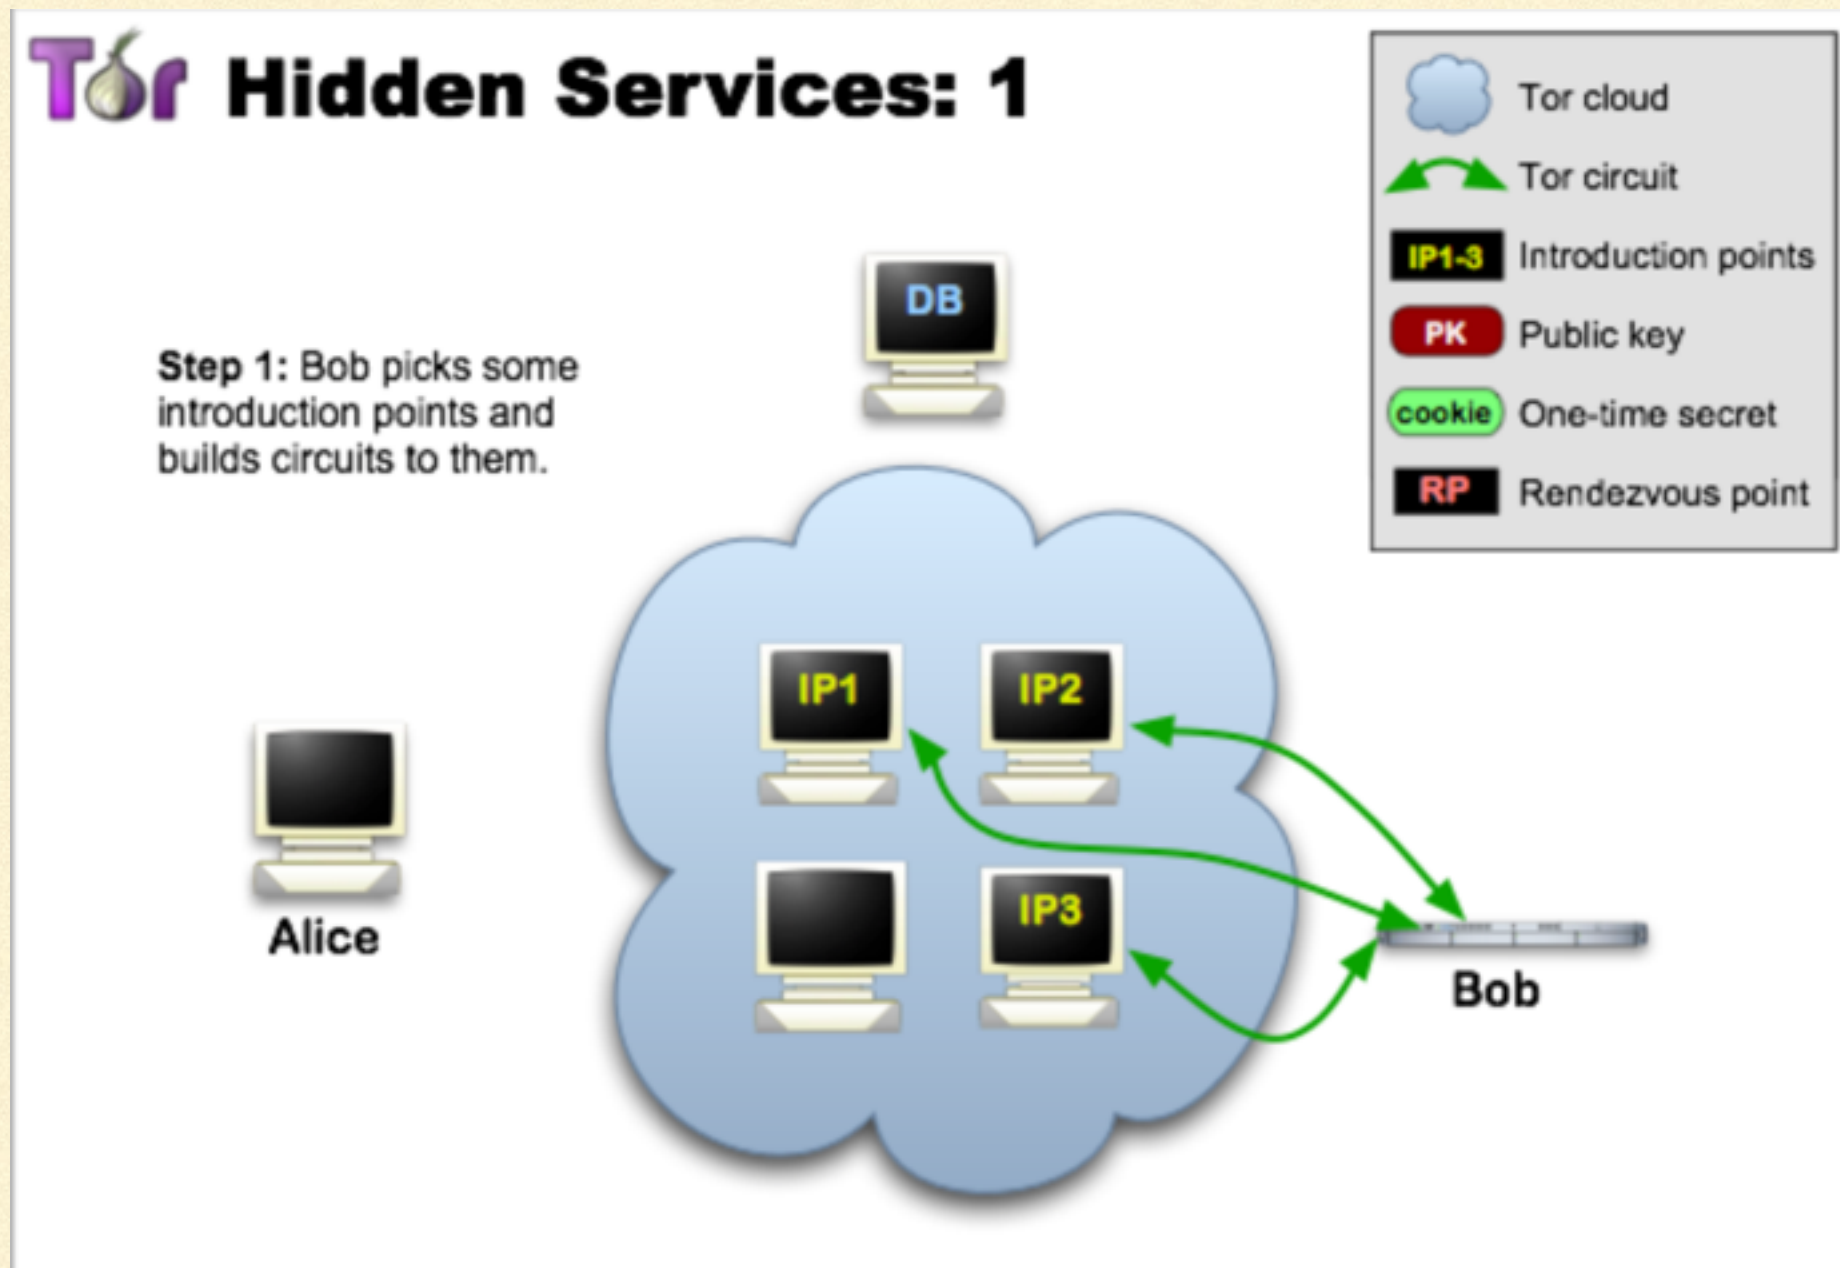 Tor Hidden Services: 1
Tor cloud
Tor circuit
IP1-3 Introduction points
PK Public key
cookie One-time secret
RP Rendezvous point
DB
Step 1: Bob picks some
introduction points and
builds circuits to them.
IP1 IP2
IP3
Alice
Bob